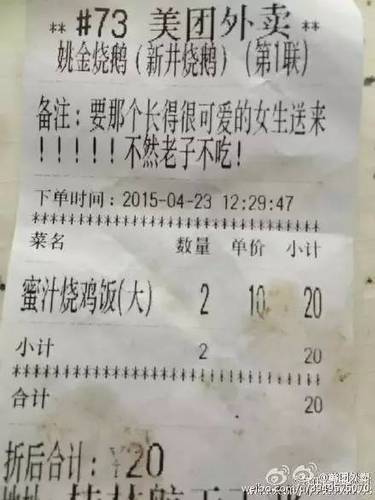 ** #73 美团外卖 **
姚金烧鹅(新井烧鹅) (第1联)
备注：要那个长得很可爱的女生送来
！！！！！不然老子不吃！
下单时间：2015-04-23 12:29:47
菜名 数量 单价 小计
蜜汁烧鸡饭(大) 2 10 20
小计 2 20
合计 20
折后合计：¥20